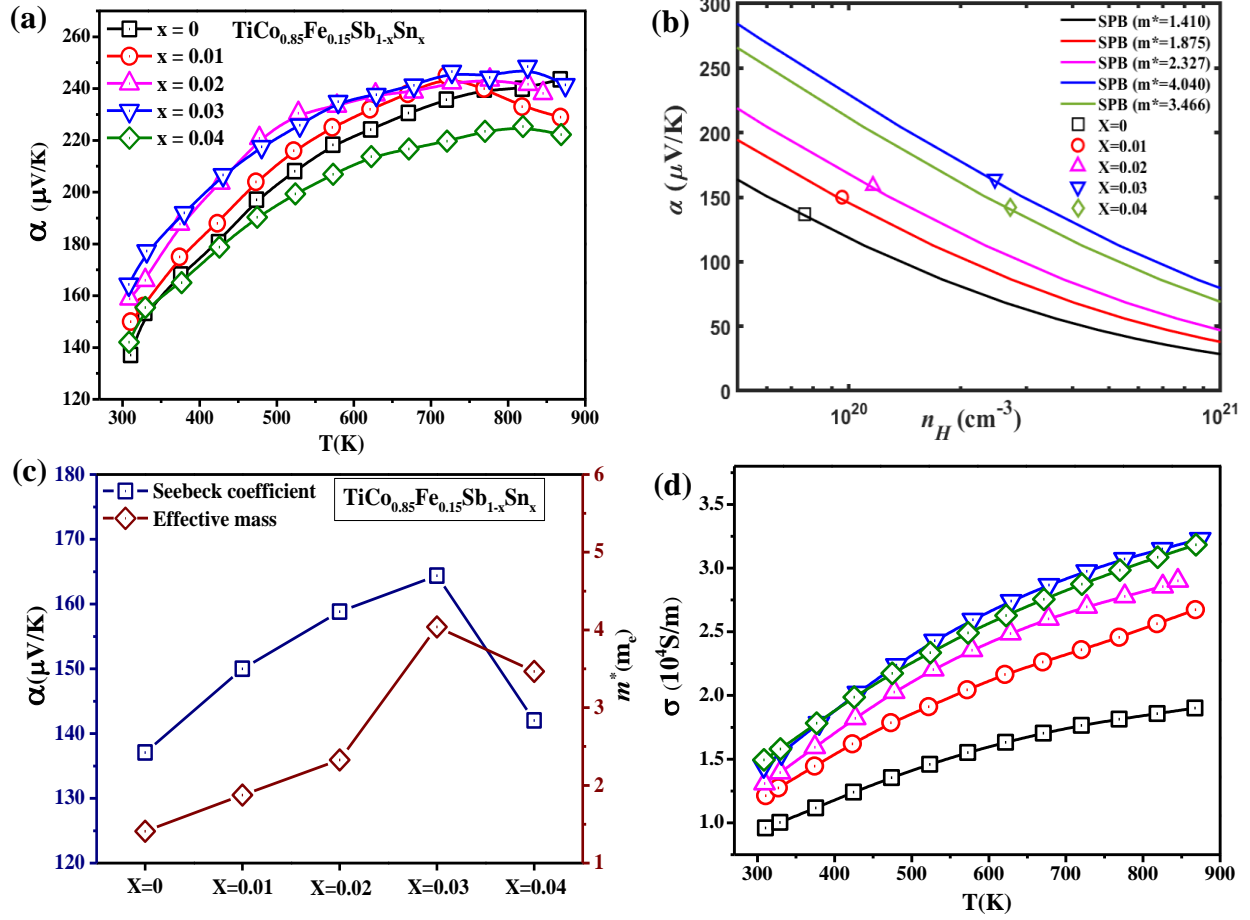 (a)
TiCo0.85Fe0.15Sb1-xSnx
x = 0
x = 0.01
x = 0.02
x = 0.03
x = 0.04
260
240
220
200
180
160
140
120
α (μV/K)
300 400 500 600 700 800 900
T(K)
(b)
300
250
200
150
100
50
0
α (μV/K)
SPB (m*=1.410)
SPB (m*=1.875)
SPB (m*=2.327)
SPB (m*=4.040)
SPB (m*=3.466)
X=0
X=0.01
X=0.02
X=0.03
X=0.04
10^20 10^21
nH (cm-3)
(c)
Seebeck coefficient
Effective mass
TiCo0.85Fe0.15Sb1-xSnx
180
170
160
150
140
130
120
α(μV/K)
6
5
4
3
2
1
m* (me)
X=0 X=0.01 X=0.02 X=0.03 X=0.04
(d)
3.5
3.0
2.5
2.0
1.5
1.0
σ (10^4S/m)
300 400 500 600 700 800 900
T(K)